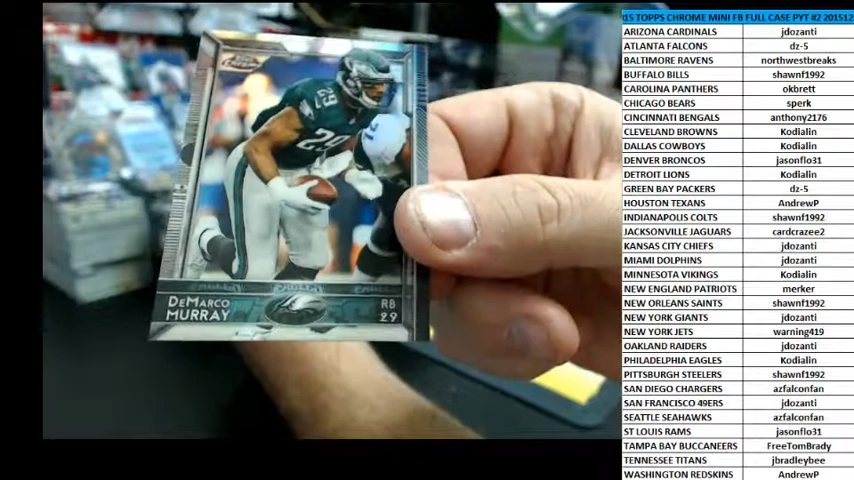 15 TOPPS CHROME MINI FB FULL CASE PYT #2 201512
ARIZONA CARDINALS jdozanti
ATLANTA FALCONS dz-5
BALTIMORE RAVENS northwestbreaks
BUFFALO BILLS shawnf1992
CAROLINA PANTHERS okbrett
CHICAGO BEARS sperk
CINCINNATI BENGALS anthony2176
CLEVELAND BROWNS Kodialin
DALLAS COWBOYS Kodialin
DENVER BRONCOS jasonflo31
DETROIT LIONS Kodialin
GREEN BAY PACKERS dz-5
HOUSTON TEXANS AndrewP
INDIANAPOLIS COLTS shawnf1992
JACKSONVILLE JAGUARS cardcrazee2
KANSAS CITY CHIEFS jdozanti
MIAMI DOLPHINS jdozanti
MINNESOTA VIKINGS Kodialin
NEW ENGLAND PATRIOTS merker
NEW ORLEANS SAINTS shawnf1992
NEW YORK GIANTS jdozanti
NEW YORK JETS warning419
OAKLAND RAIDERS jdozanti
PHILADELPHIA EAGLES Kodialin
PITTSBURGH STEELERS shawnf1992
SAN DIEGO CHARGERS azfalconfan
SAN FRANCISCO 49ERS jdozanti
SEATTLE SEAHAWKS azfalconfan
ST LOUIS RAMS jasonflo31
TAMPA BAY BUCCANEERS FreeTomBrady
TENNESSEE TITANS jbradleybee
WASHINGTON REDSKINS AndrewP
29
29
21
DEMARCO RB
MURRAY 29